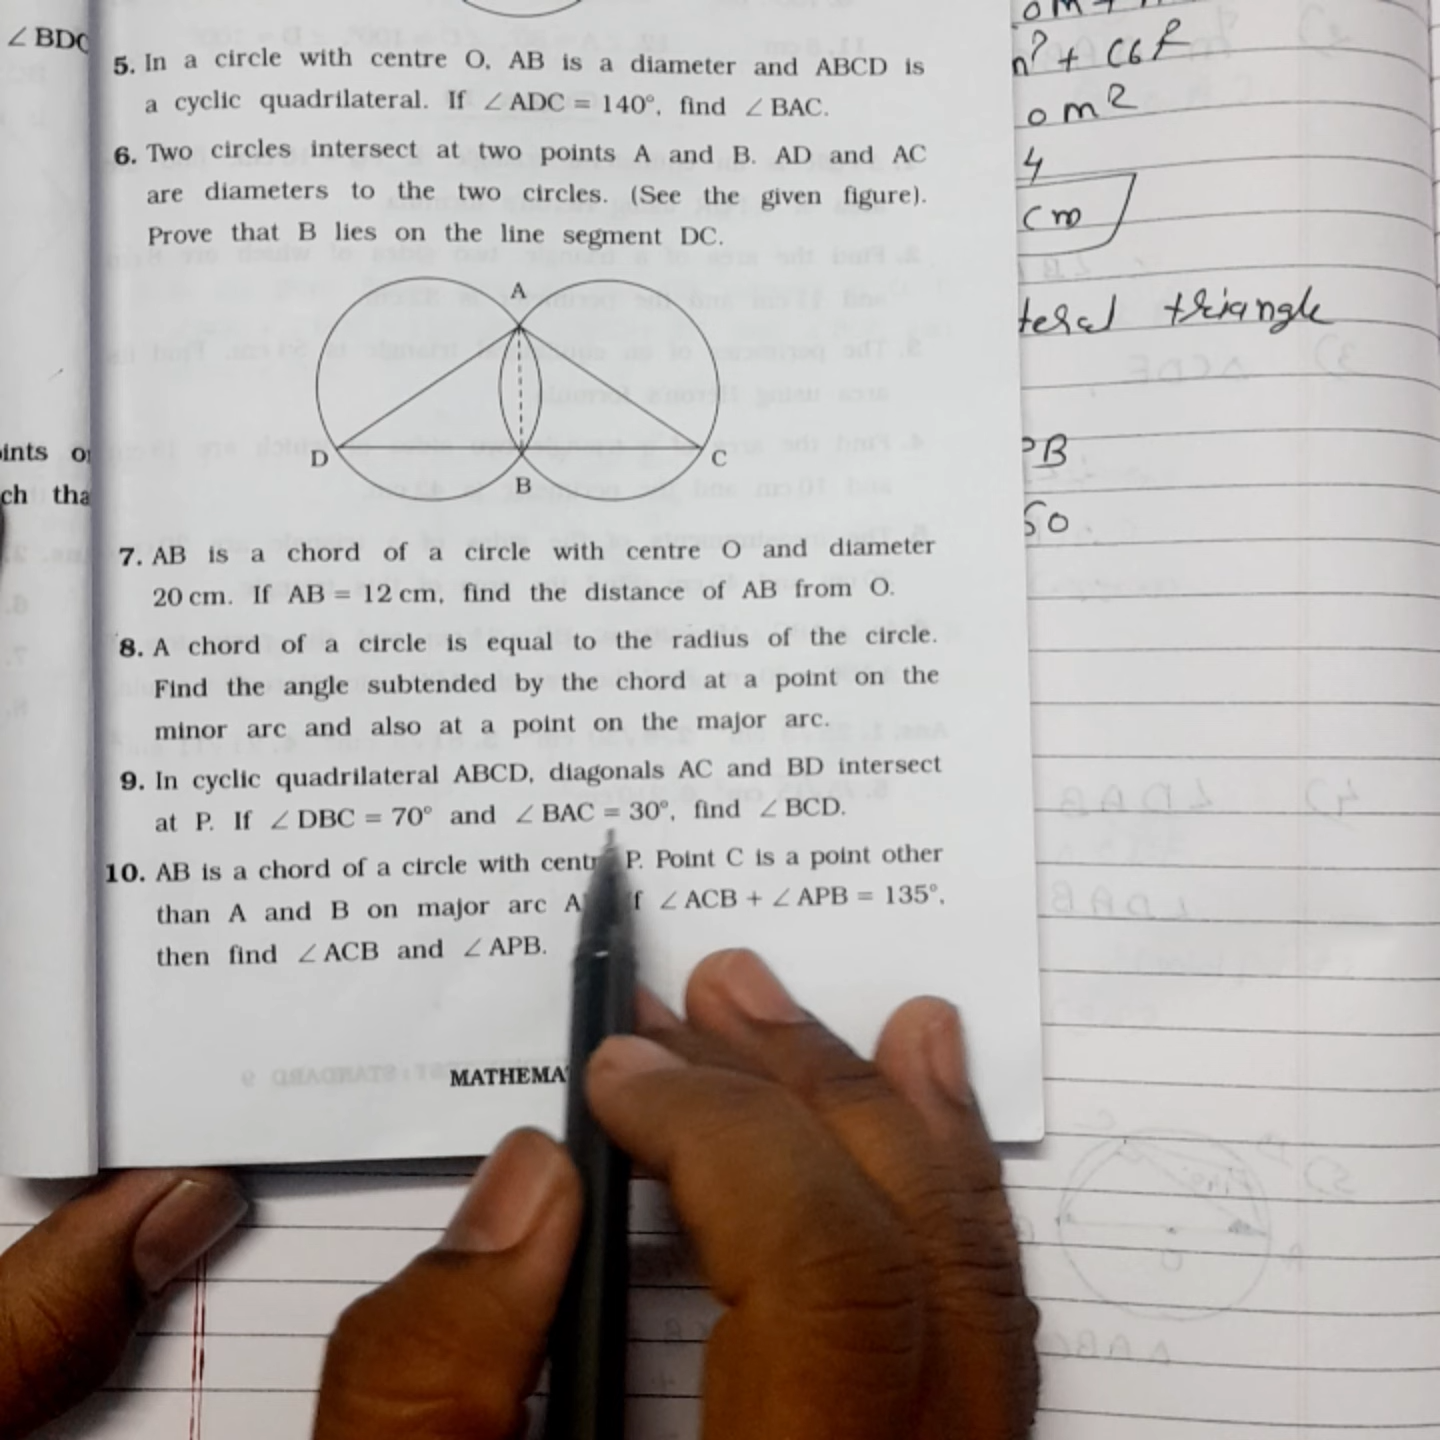 ∠ BDC
ints o
ch tha
5. In a circle with centre O, AB is a diameter and ABCD is
a cyclic quadrilateral. If ∠ ADC = 140°, find ∠ BAC.
6. Two circles intersect at two points A and B. AD and AC
are diameters to the two circles. (See the given figure).
Prove that B lies on the line segment DC.
A
D
C
B
7. AB is a chord of a circle with centre O and diameter
20 cm. If AB = 12 cm, find the distance of AB from O.
8. A chord of a circle is equal to the radius of the circle.
Find the angle subtended by the chord at a point on the
minor arc and also at a point on the major arc.
9. In cyclic quadrilateral ABCD, diagonals AC and BD intersect
at P. If ∠ DBC = 70° and ∠ BAC = 30°, find ∠ BCD.
10. AB is a chord of a circle with centr P. Point C is a point other
than A and B on major arc A f ∠ ACB + ∠ APB = 135°,
then find ∠ ACB and ∠ APB.
MATHEMA
om²
4
cm
teral triangle
PB
50